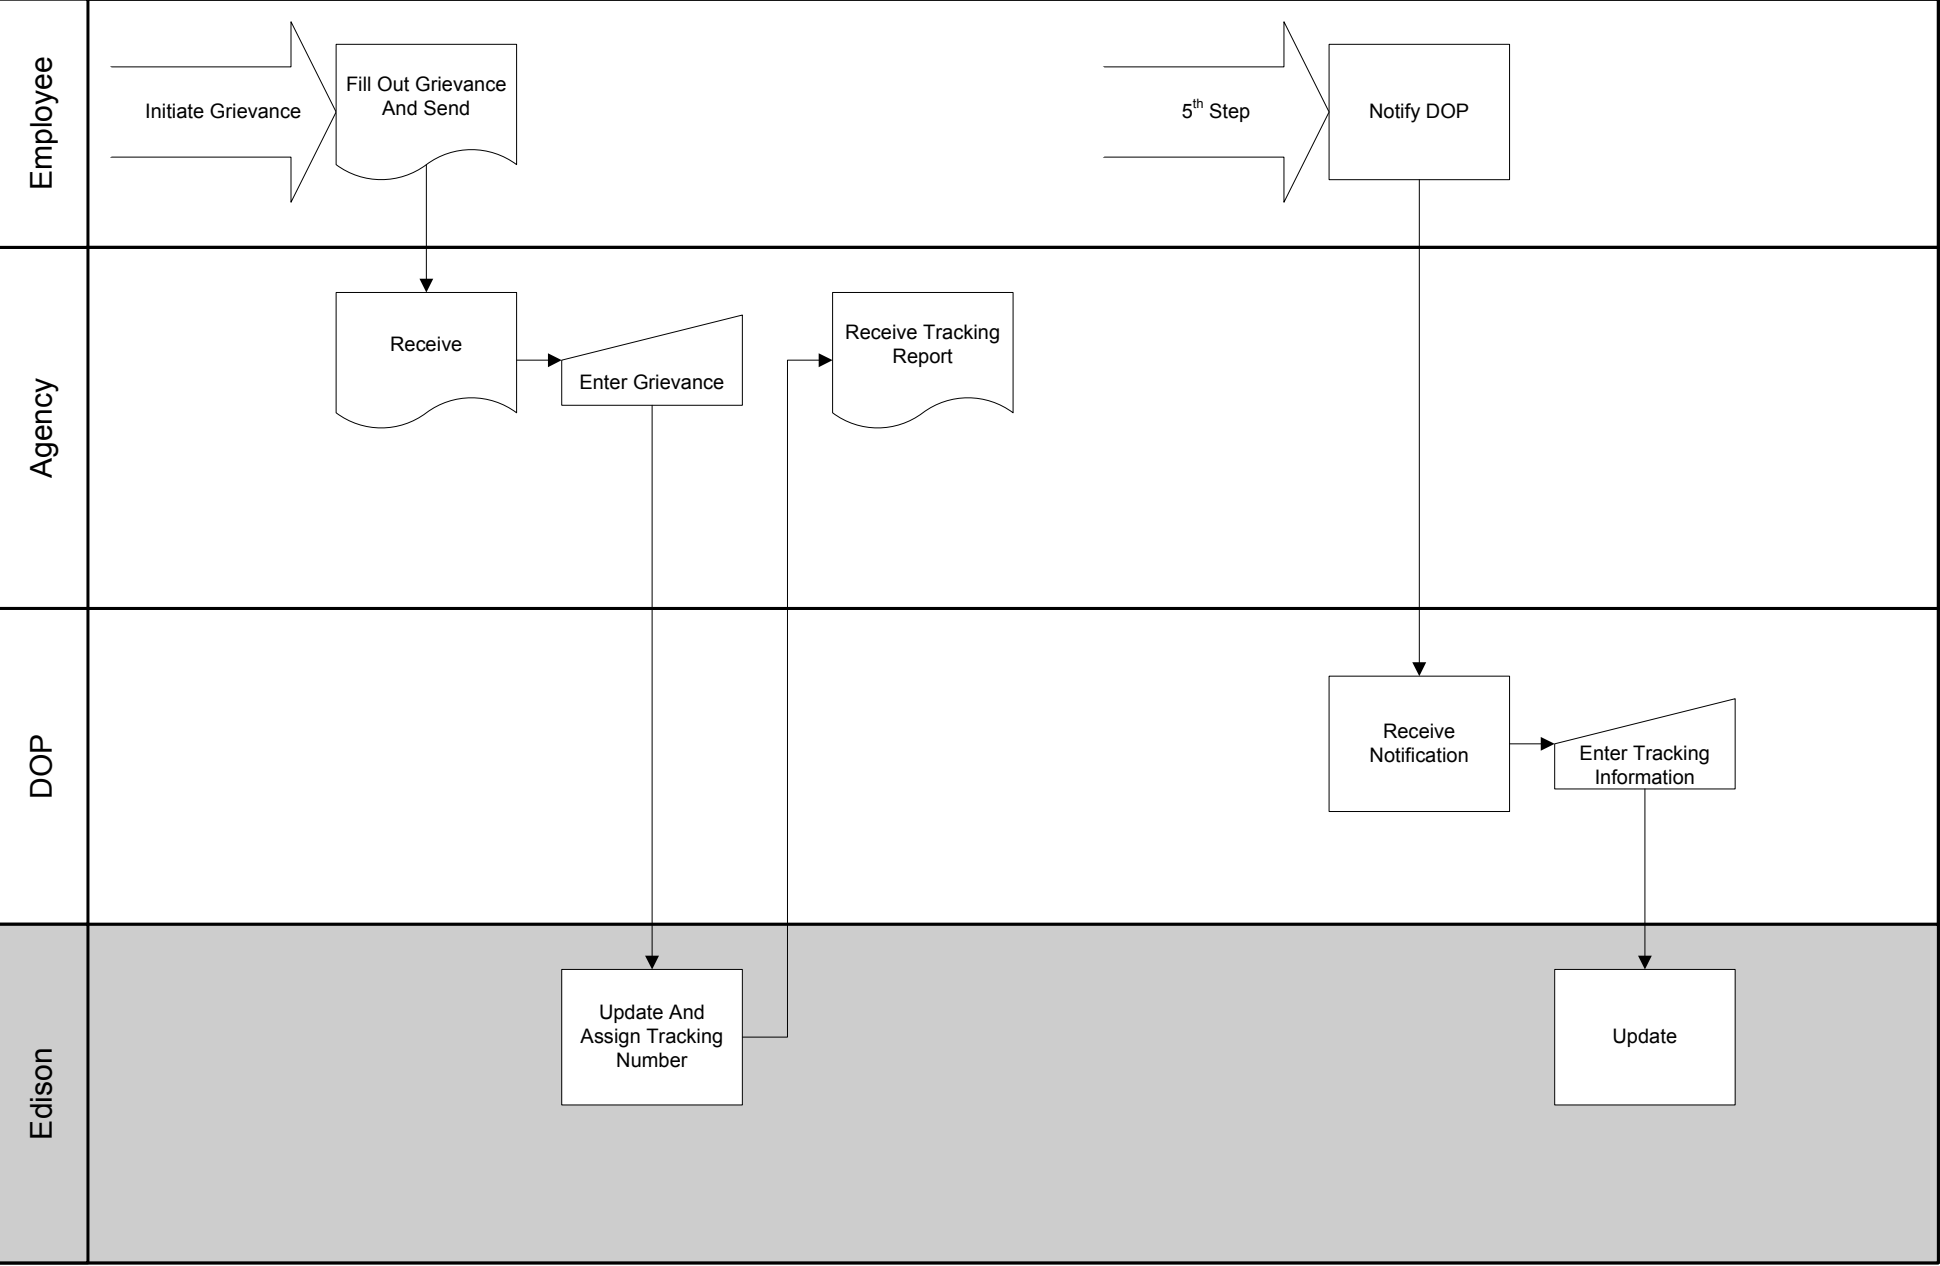 Employee
Initiate Grievance
Fill Out Grievance
And Send
5th Step
Notify DOP
Agency
Receive
Enter Grievance
Receive Tracking
Report
DOP
Receive
Notification
Enter Tracking
Information
Edison
Update And
Assign Tracking
Number
Update